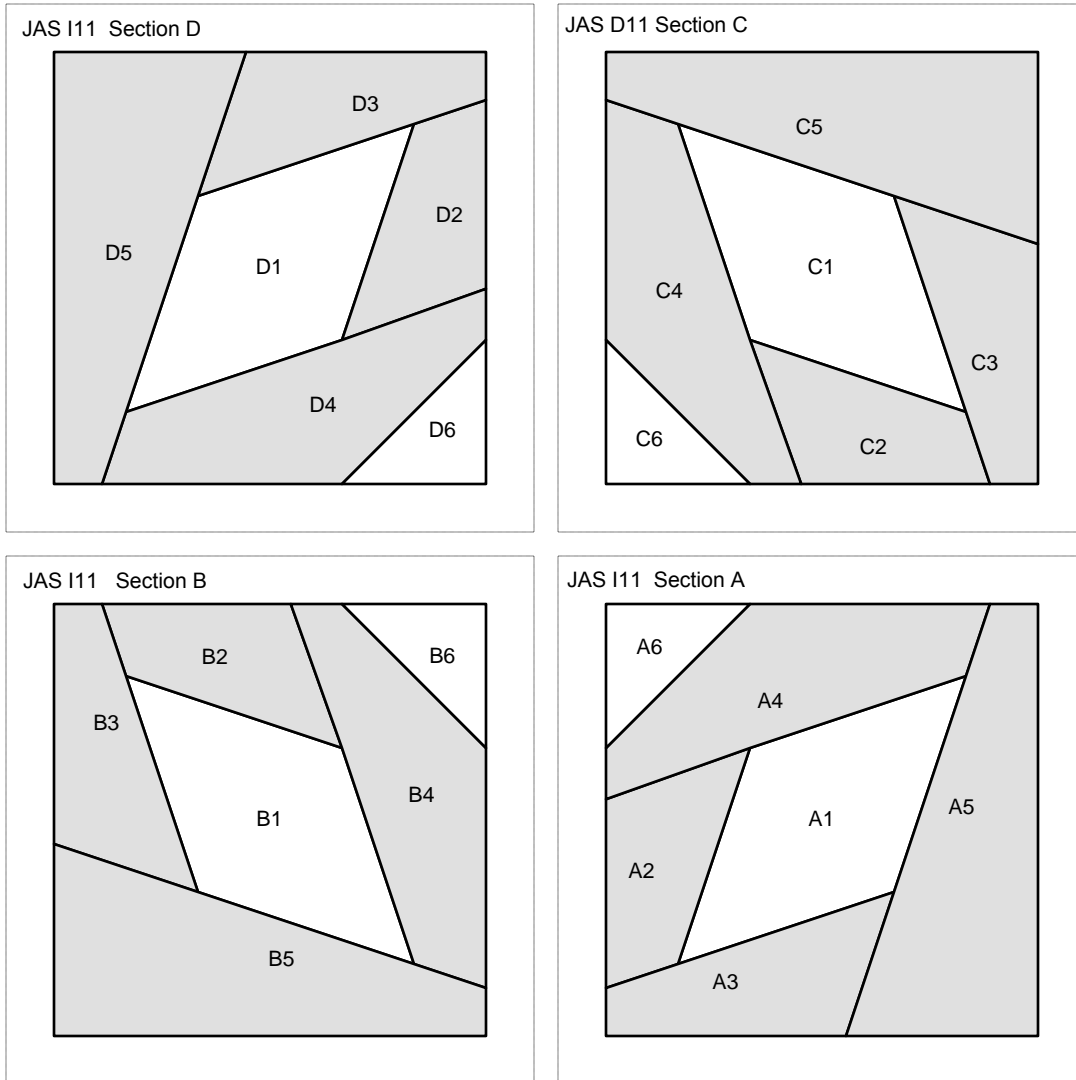 JAS I11 Section D
D3
D2
D5
D1
D4
D6
JAS D11 Section C
C5
C1
C4
C3
C6
C2
JAS I11 Section B
B2
B6
B3
B4
B1
B5
JAS I11 Section A
A6
A4
A5
A1
A2
A3